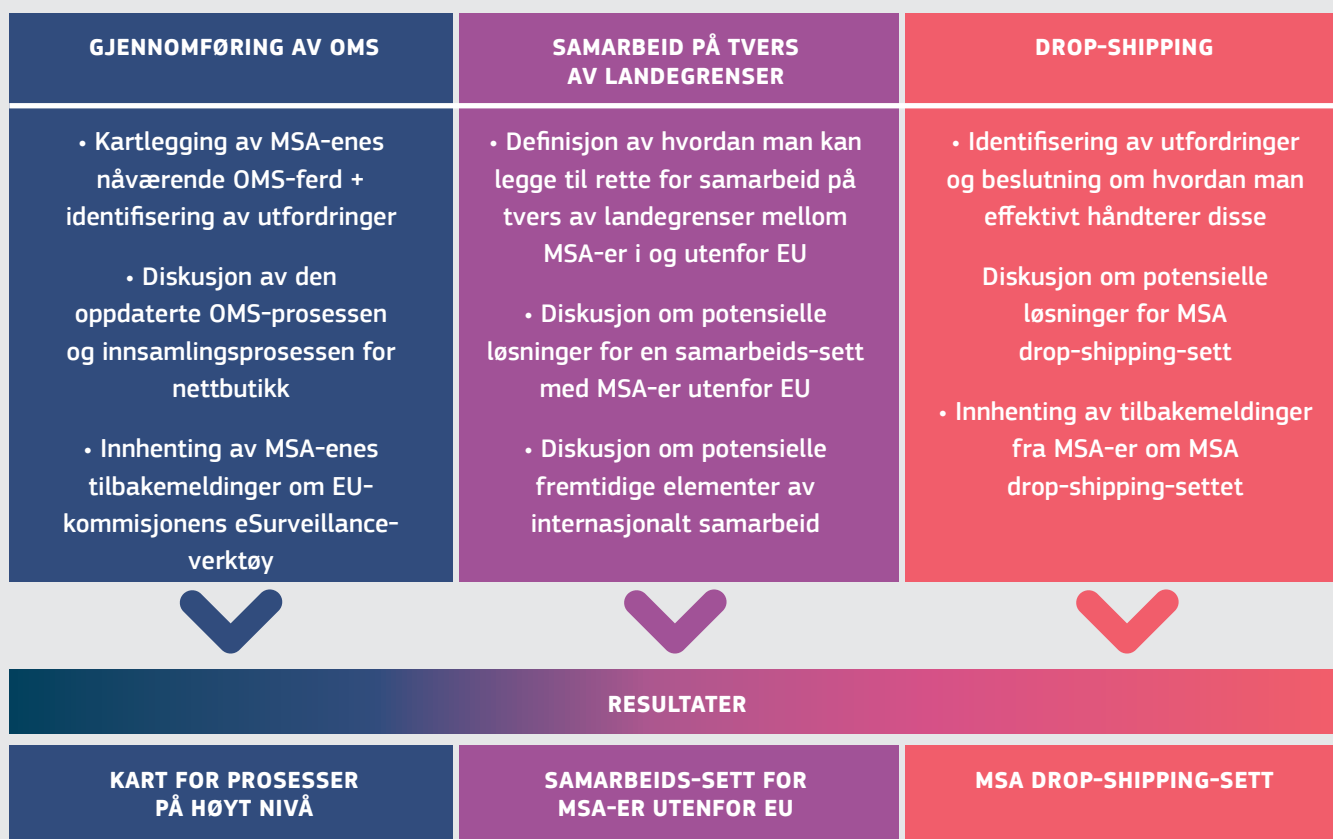 GJENNOMFØRING AV OMS
• Kartlegging av MSA-enes
nåværende OMS-ferd +
identifisering av utfordringer
• Diskusjon av den
oppdaterte OMS-prosessen
og innsamlingsprosessen for
nettbutikk
• Innhenting av MSA-enes
tilbakemeldinger om EU-
kommisjonens eSurveillance-
verktøy
SAMARBEID PÅ TVERS
AV LANDEGRENSER
• Definisjon av hvordan man kan
legge til rette for samarbeid på
tvers av landegrenser mellom
MSA-er i og utenfor EU
• Diskusjon om potensielle
løsninger for en samarbeids-sett
med MSA-er utenfor EU
• Diskusjon om potensielle
fremtidige elementer av
internasjonalt samarbeid
DROP-SHIPPING
• Identifisering av utfordringer
og beslutning om hvordan man
effektivt håndterer disse
Diskusjon om potensielle
løsninger for MSA
drop-shipping-sett
• Innhenting av tilbakemeldinger
fra MSA-er om MSA
drop-shipping-settet
RESULTATER
KART FOR PROSESSER
PÅ HØYT NIVÅ
SAMARBEIDS-SETT FOR
MSA-ER UTENFOR EU
MSA DROP-SHIPPING-SETT